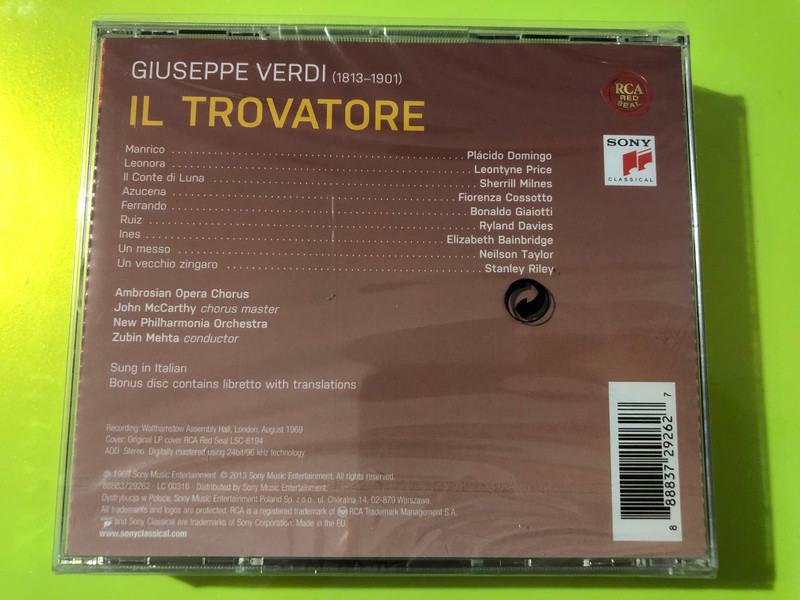 GIUSEPPE VERDI (1813–1901)
IL TROVATORE
RCA
RED
SEAL
SONY
CLASSICAL
Manrico ........ Plácido Domingo
Leonora ........ Leontyne Price
Il Conte di Luna ........ Sherrill Milnes
Azucena ........ Fiorenza Cossotto
Ferrando ........ Bonaldo Giaiotti
Ruiz ........ Ryland Davies
Ines ........ Elizabeth Bainbridge
Un messo ........ Neilson Taylor
Un vecchio zingaro ........ Stanley Riley
Ambrosian Opera Chorus
John McCarthy chorus master
New Philharmonia Orchestra
Zubin Mehta conductor
Sung in Italian
Bonus disc contains libretto with translations
Recording: Walthamstow Assembly Hall, London, August 1969
Cover: Original LP cover RCA Red Seal LSC-6194
ADD Stereo. Digitally mastered using 24bit/96 kHz technology
℗ 1969 Sony Music Entertainment. © 2013 Sony Music Entertainment. All rights reserved.
88883729262 · LC 00316 · Distributed by Sony Music Entertainment.
Dystrybucja w Polsce, Sony Music Entertainment Poland Sp. z o.o., ul. Chóralna 14, 02-879 Warszawa.
All trademarks and logos are protected. RCA is a registered trademark of RCA Trademark Management S.A.
and Sony Classical are trademarks of Sony Corporation. Made in the EU.
www.sonyclassical.com
8 88837 29262 7